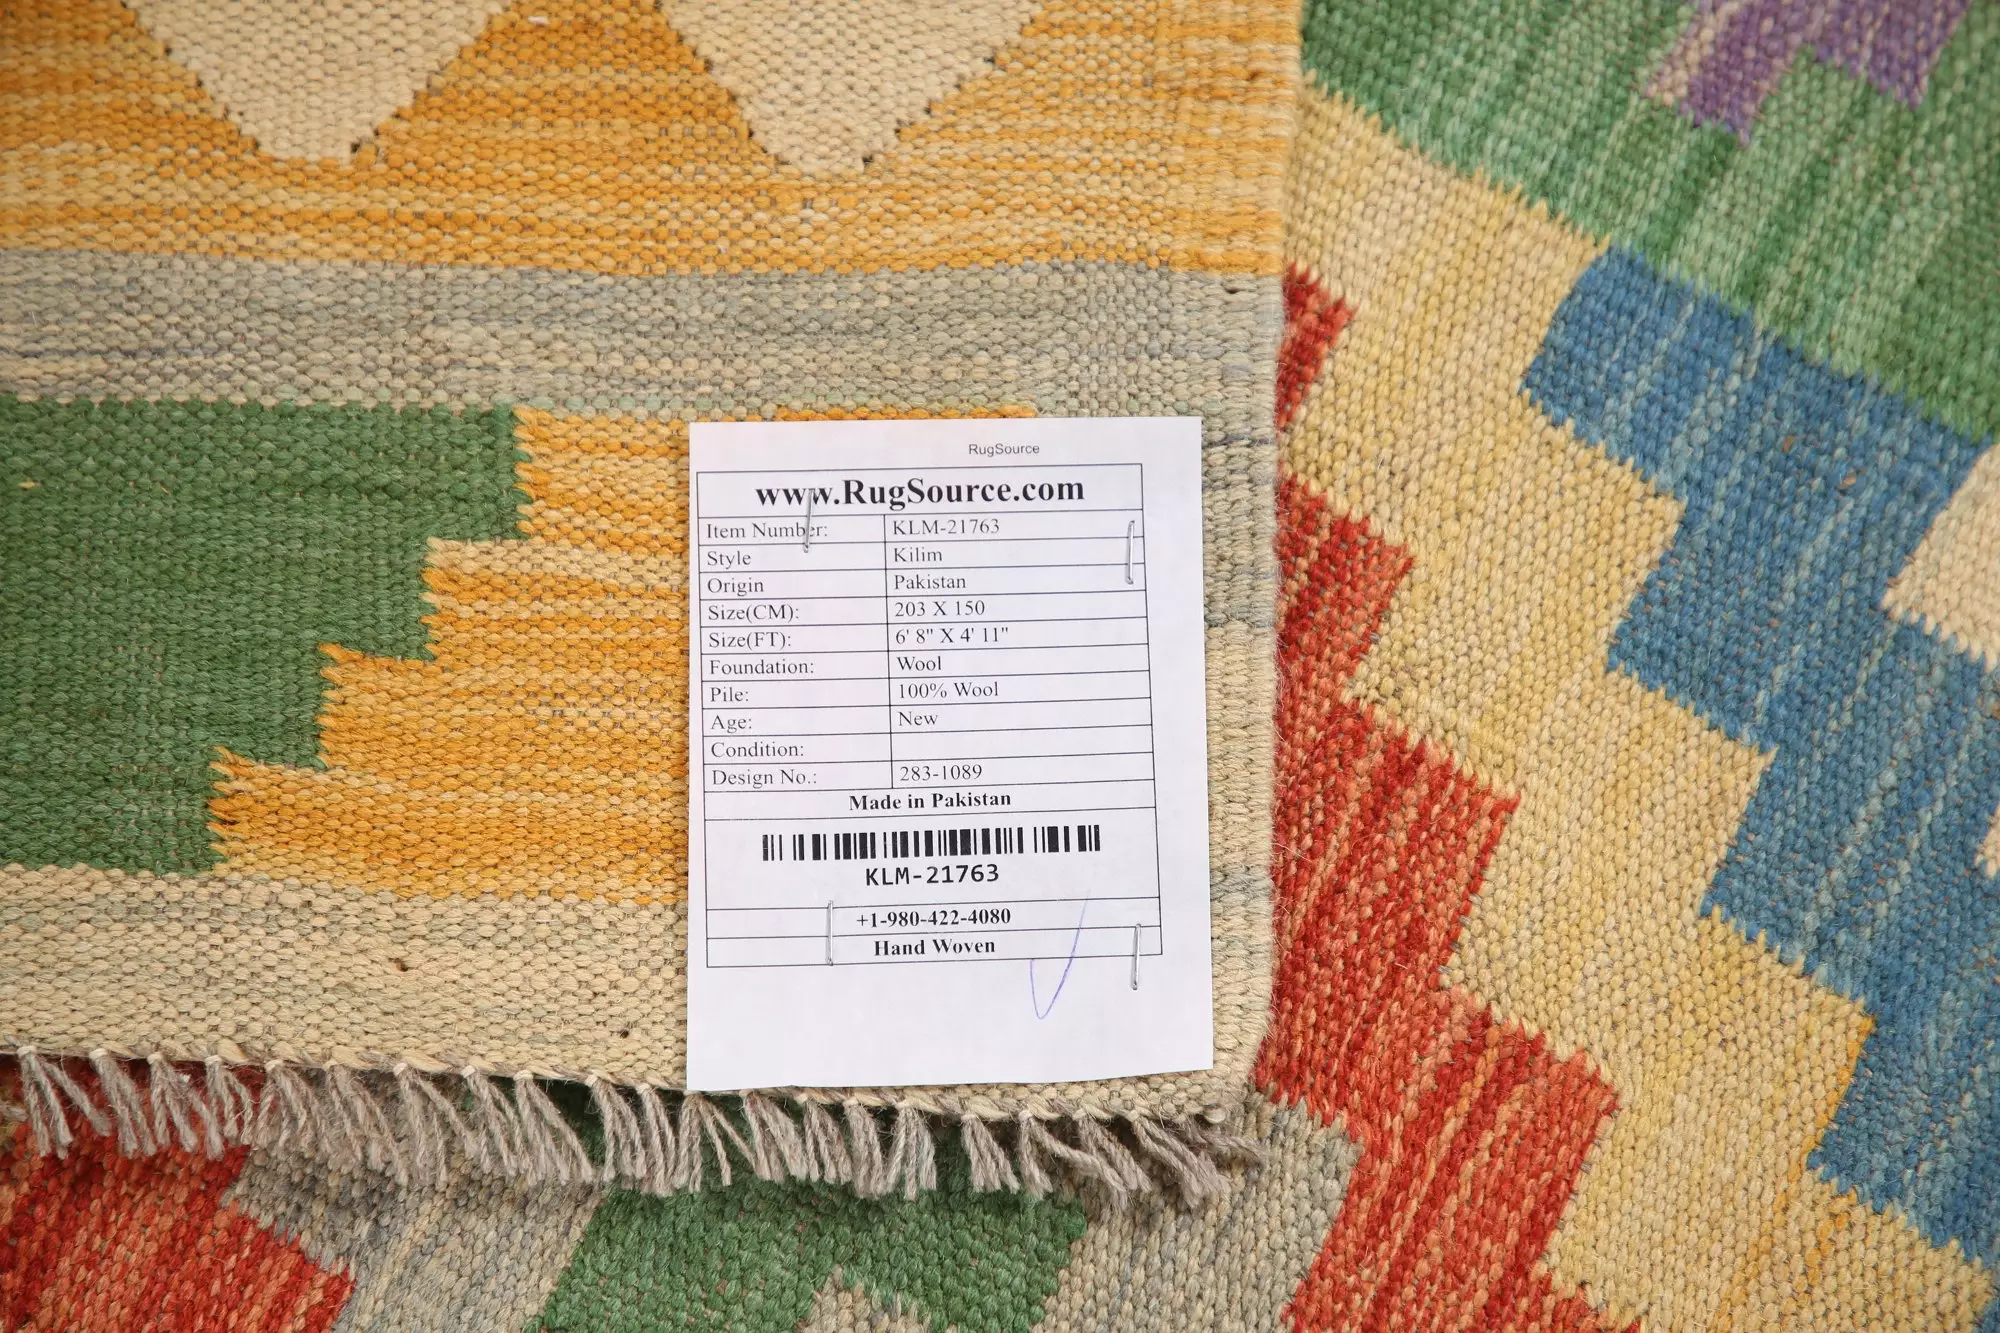 RugSource
www.RugSource.com
Item Number: KLM-21763
Style Kilim
Origin Pakistan
Size(CM): 203 X 150
Size(FT): 6' 8" X 4' 11"
Foundation: Wool
Pile: 100% Wool
Age: New
Condition:
Design No.: 283-1089
Made in Pakistan
KLM-21763
+1-980-422-4080
Hand Woven